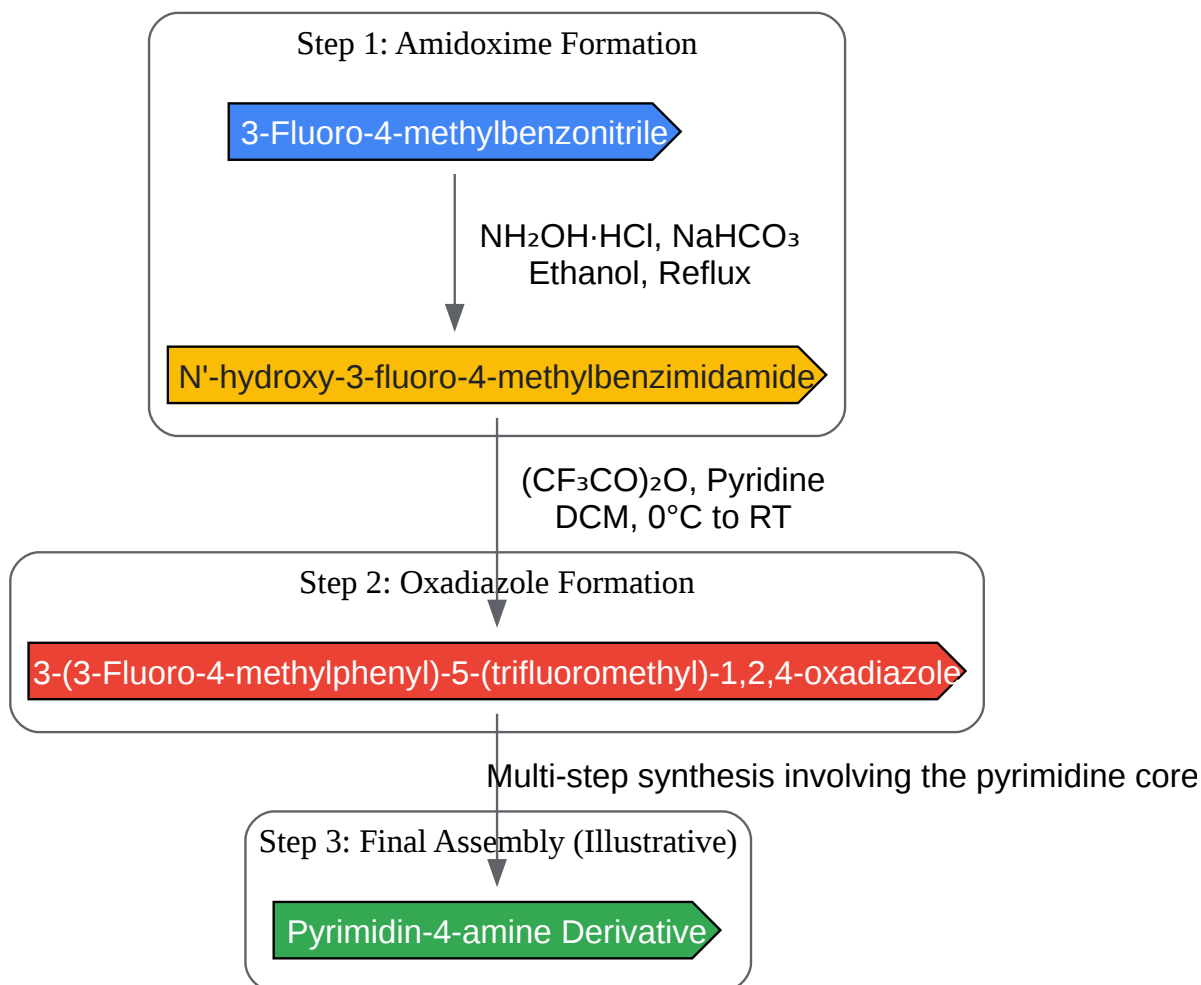 Step 1: Amidoxime Formation
3-Fluoro-4-methylbenzonitrile
NH₂OH·HCl, NaHCO₃
Ethanol, Reflux
N'-hydroxy-3-fluoro-4-methylbenzimidamide
(CF₃CO)₂O, Pyridine
DCM, 0°C to RT
Step 2: Oxadiazole Formation
3-(3-Fluoro-4-methylphenyl)-5-(trifluoromethyl)-1,2,4-oxadiazole
Multi-step synthesis involving the pyrimidine core
Step 3: Final Assembly (Illustrative)
Pyrimidin-4-amine Derivative